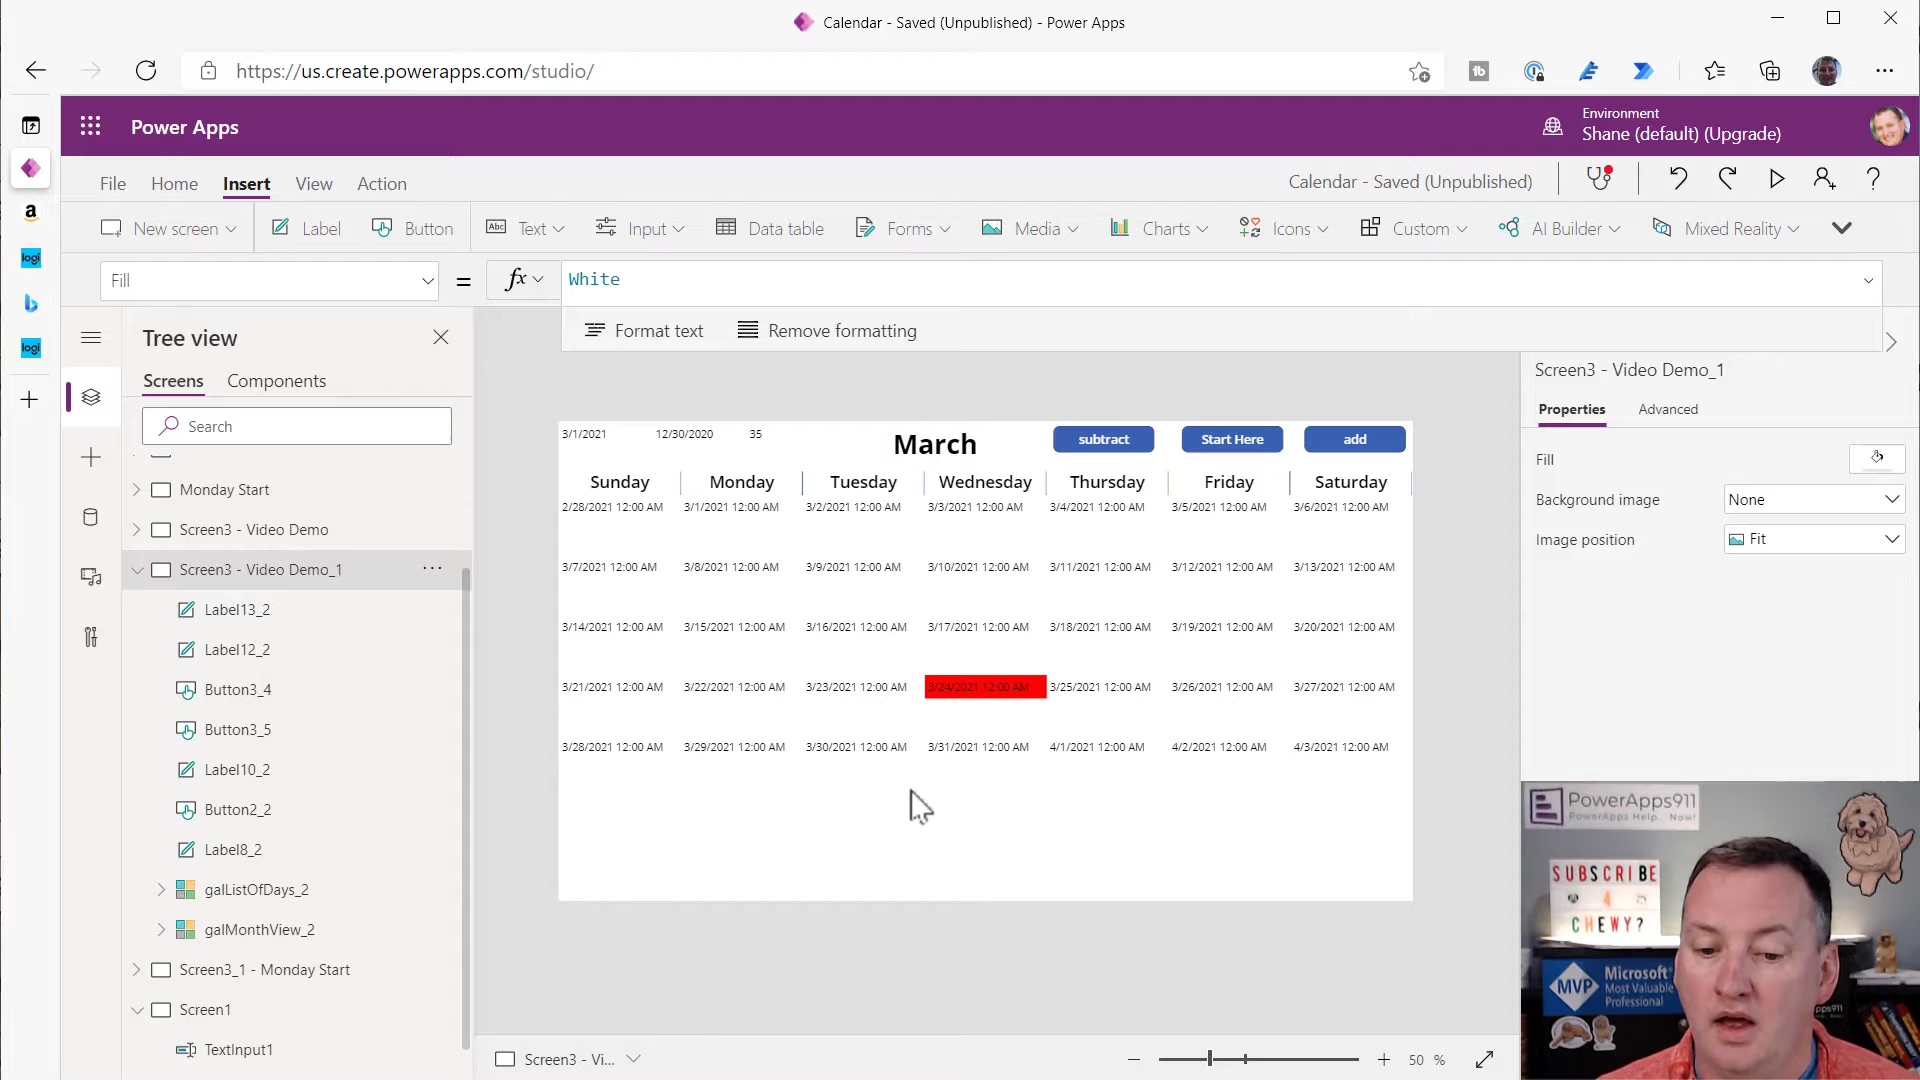 Calendar - Saved (Unpublished) - Power Apps
https://us.create.powerapps.com/studio/
Power Apps
Environment
Shane (default) (Upgrade)
File Home Insert View Action
Calendar - Saved (Unpublished)
New screen Label Button Text Input Data table Forms Media Charts Icons Custom AI Builder Mixed Reality
Fill = fx White
Format text Remove formatting
Tree view
Screens Components
Search
Monday Start
Screen3 - Video Demo
Screen3 - Video Demo_1
Label13_2
Label12_2
Button3_4
Button3_5
Label10_2
Button2_2
Label8_2
galListOfDays_2
galMonthView_2
Screen3_1 - Monday Start
Screen1
TextInput1
3/1/2021 12/30/2020 35 March subtract Start Here add
Sunday Monday Tuesday Wednesday Thursday Friday Saturday
2/28/2021 12:00 AM 3/1/2021 12:00 AM 3/2/2021 12:00 AM 3/3/2021 12:00 AM 3/4/2021 12:00 AM 3/5/2021 12:00 AM 3/6/2021 12:00 AM
3/7/2021 12:00 AM 3/8/2021 12:00 AM 3/9/2021 12:00 AM 3/10/2021 12:00 AM 3/11/2021 12:00 AM 3/12/2021 12:00 AM 3/13/2021 12:00 AM
3/14/2021 12:00 AM 3/15/2021 12:00 AM 3/16/2021 12:00 AM 3/17/2021 12:00 AM 3/18/2021 12:00 AM 3/19/2021 12:00 AM 3/20/2021 12:00 AM
3/21/2021 12:00 AM 3/22/2021 12:00 AM 3/23/2021 12:00 AM 3/24/2021 12:00 AM 3/25/2021 12:00 AM 3/26/2021 12:00 AM 3/27/2021 12:00 AM
3/28/2021 12:00 AM 3/29/2021 12:00 AM 3/30/2021 12:00 AM 3/31/2021 12:00 AM 4/1/2021 12:00 AM 4/2/2021 12:00 AM 4/3/2021 12:00 AM
Screen3 - Vi...
50 %
Screen3 - Video Demo_1
Properties Advanced
Fill
Background image None
Image position Fit
PowerApps911
PowerApps Help. Now!
SUBSCRIBE
4
CHEWY?
MVP
Microsoft
Most Valuable
Professional
logi
logi